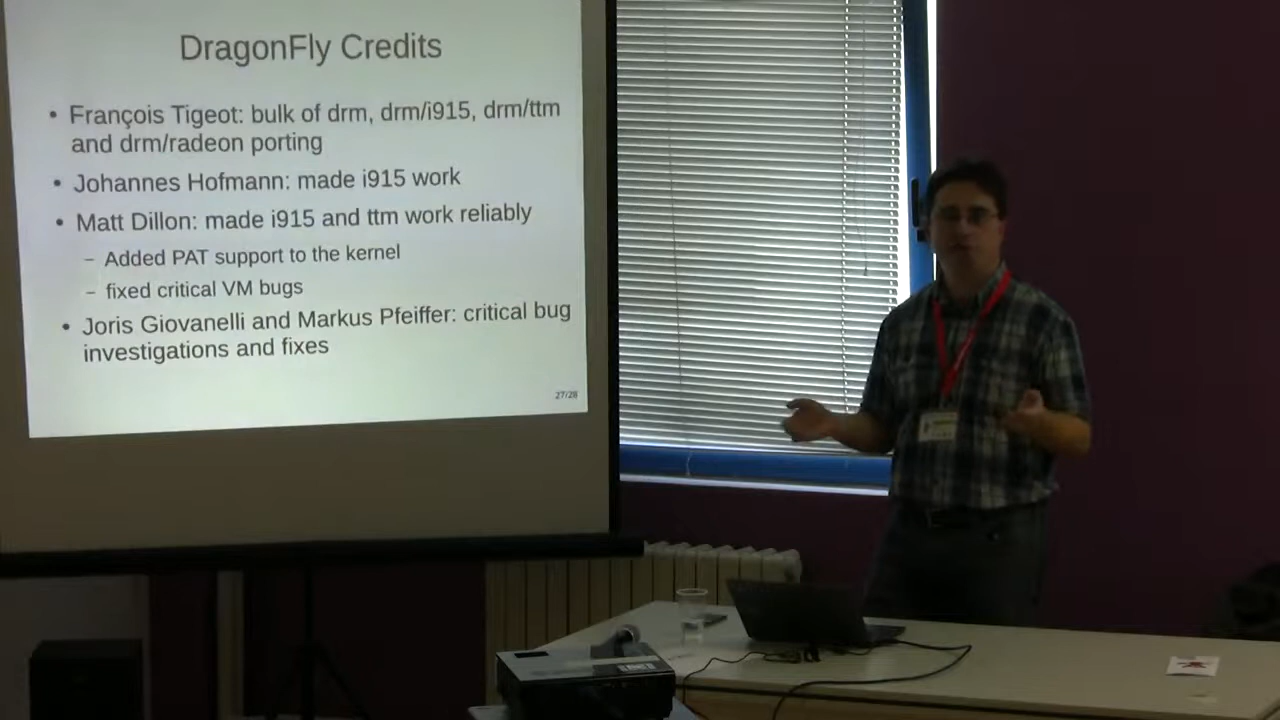 DragonFly Credits
• François Tigeot: bulk of drm, drm/i915, drm/ttm
and drm/radeon porting
• Johannes Hofmann: made i915 work
• Matt Dillon: made i915 and ttm work reliably
– Added PAT support to the kernel
– fixed critical VM bugs
• Joris Giovanelli and Markus Pfeiffer: critical bug
investigations and fixes
27/28